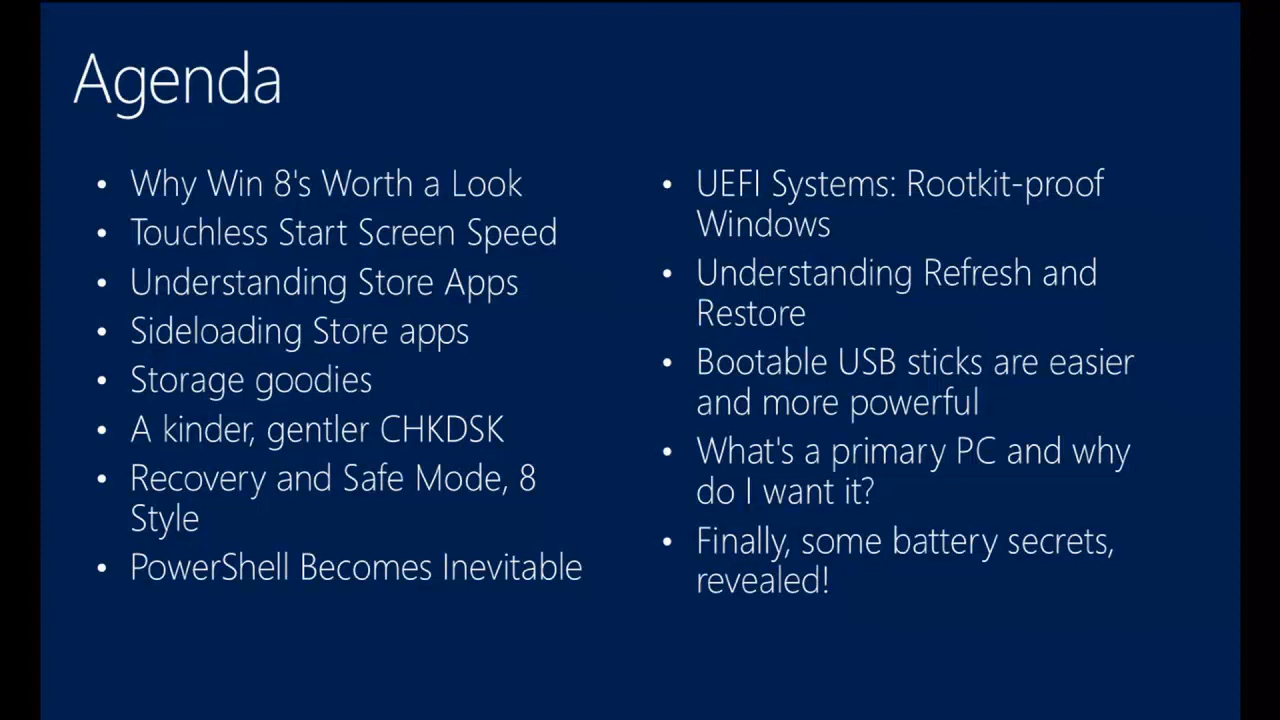 Agenda
• Why Win 8's Worth a Look
• Touchless Start Screen Speed
• Understanding Store Apps
• Sideloading Store apps
• Storage goodies
• A kinder, gentler CHKDSK
• Recovery and Safe Mode, 8
Style
• PowerShell Becomes Inevitable
• UEFI Systems: Rootkit-proof
Windows
• Understanding Refresh and
Restore
• Bootable USB sticks are easier
and more powerful
• What's a primary PC and why
do I want it?
• Finally, some battery secrets,
revealed!